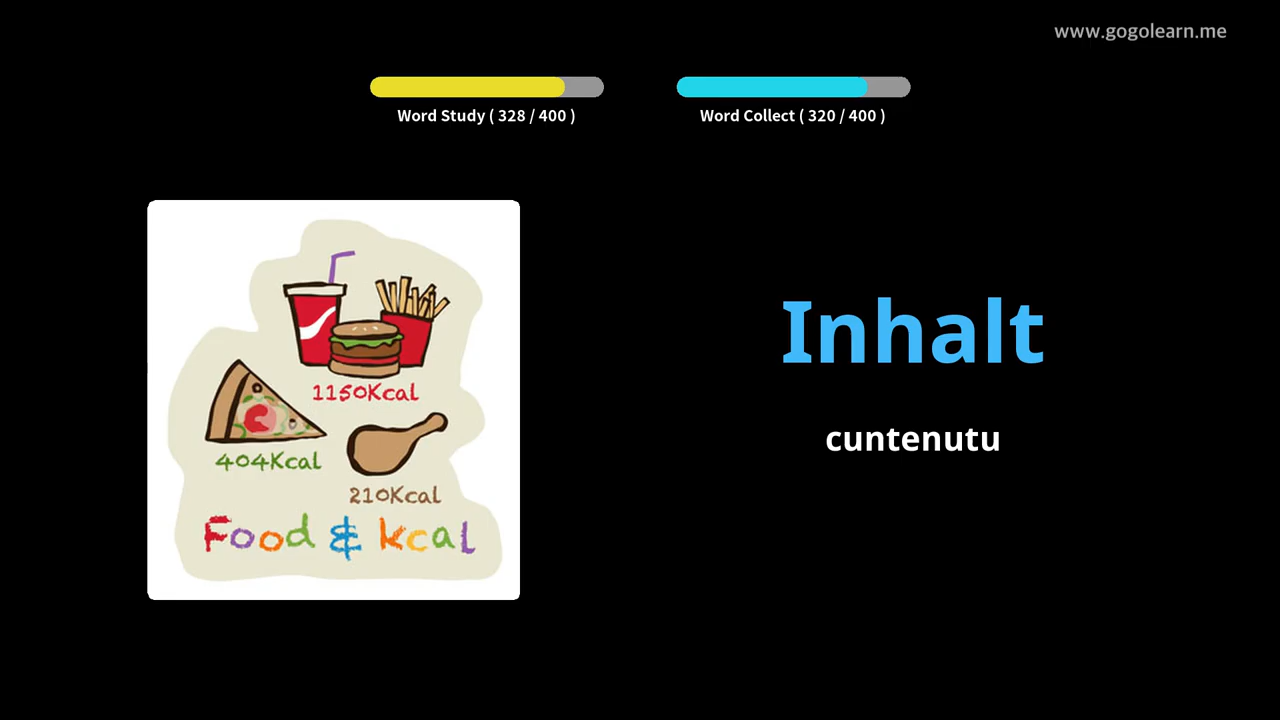 www.gogolearn.me
Word Study ( 328 / 400 )
Word Collect ( 320 / 400 )
1150Kcal
404Kcal
210Kcal
Food & kcal
Inhalt
cuntenutu